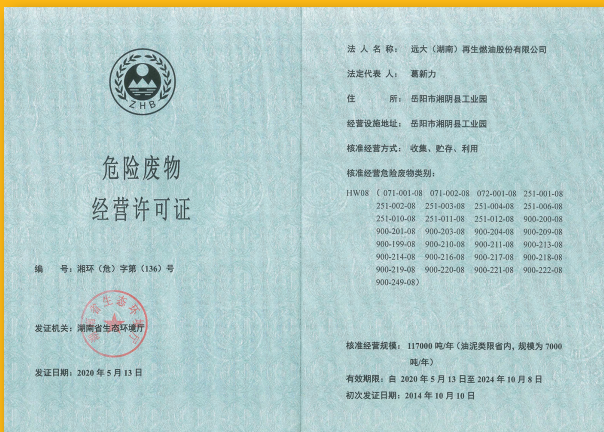 ZHB
危险废物
经营许可证
编 号：湘环（危）字第（136）号
湖南省生态环境厅
发证机关：湖南省生态环境厅
发证日期：2020 年 5 月 13 日
法 人 名 称： 远大（湖南）再生燃油股份有限公司
法定代表 人： 葛新力
住 所： 岳阳市湘阴县工业园
经营设施地址： 岳阳市湘阴县工业园
核准经营方式： 收集、贮存、利用
核准经营危险废物类别：
HW08 （ 071-001-08 071-002-08 072-001-08 251-001-08
251-002-08 251-003-08 251-004-08 251-006-08
251-010-08 251-011-08 251-012-08 900-200-08
900-201-08 900-203-08 900-204-08 900-209-08
900-199-08 900-210-08 900-211-08 900-213-08
900-214-08 900-216-08 900-217-08 900-218-08
900-219-08 900-220-08 900-221-08 900-222-08
900-249-08）
核准经营规模： 117000 吨/年（油泥类限省内，规模为 7000
吨/年）
有效期限：自 2020 年 5 月 13 日至 2024 年 10 月 8 日
初次发证日期：2014 年 10 月 10 日